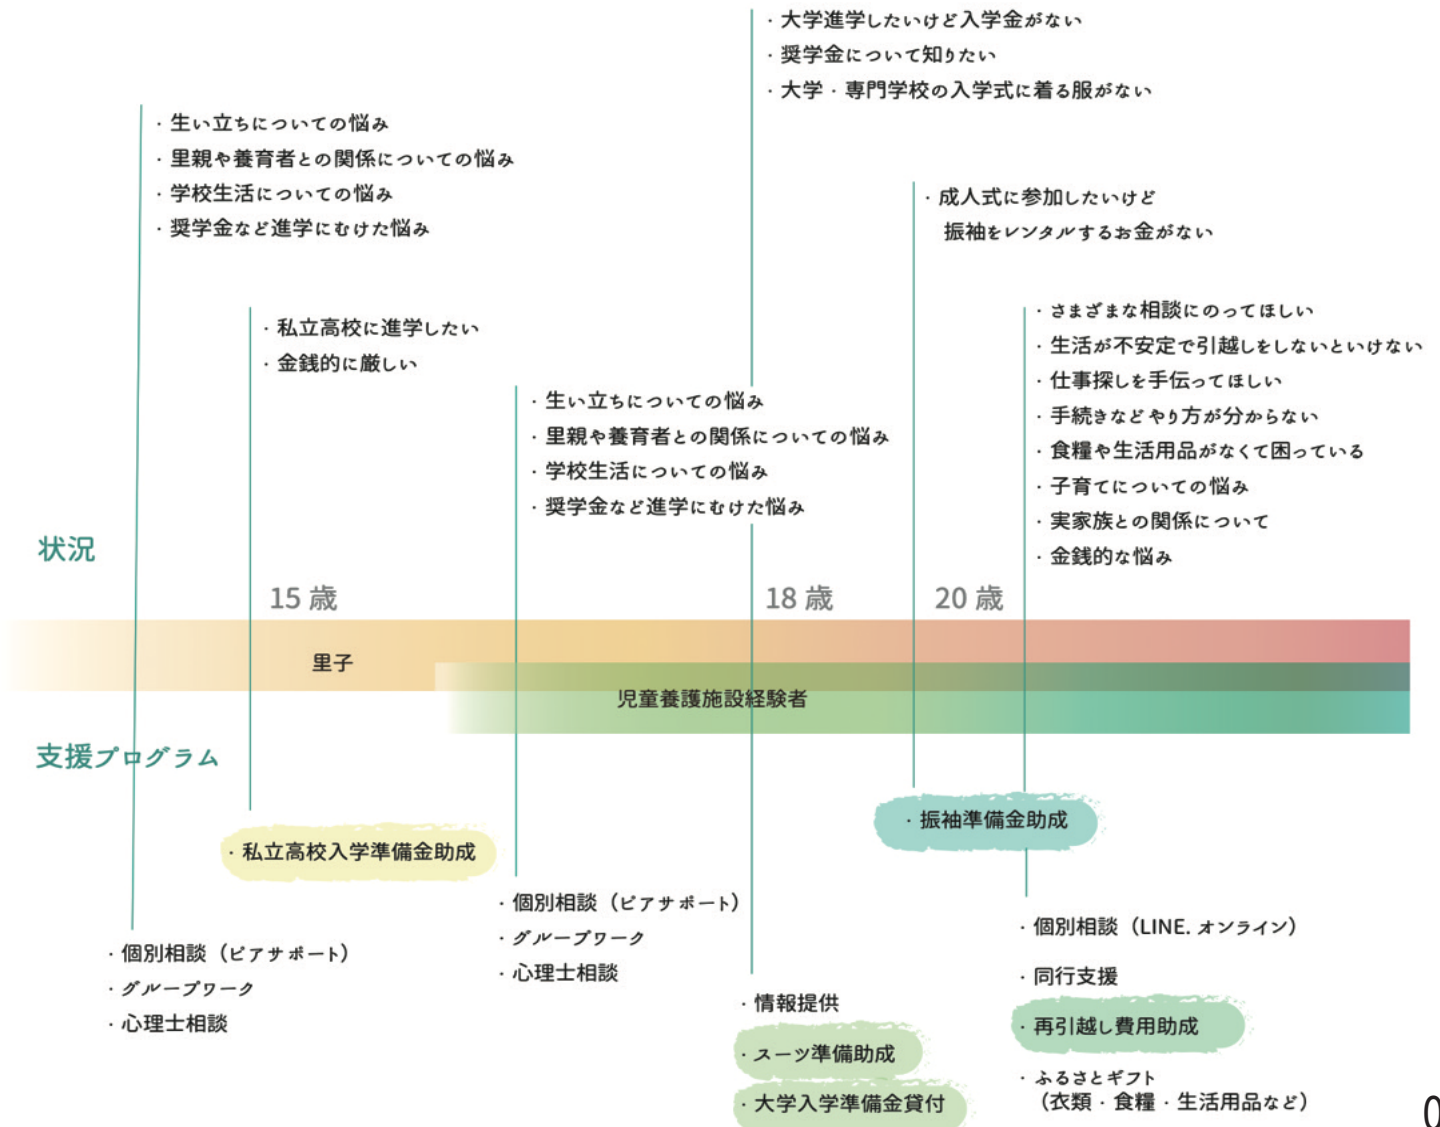 ・大学進学したいけど入学金がない
・奨学金について知りたい
・大学・専門学校の入学式に着る服がない
・生い立ちについての悩み
・里親や養育者との関係についての悩み
・学校生活についての悩み
・奨学金など進学にむけた悩み
・成人式に参加したいけど
振袖をレンタルするお金がない
・私立高校に進学したい
・金銭的に厳しい
・さまざまな相談にのってほしい
・生活が不安定で引越しをしないといけない
・仕事探しを手伝ってほしい
・手続きなどやり方が分からない
・食糧や生活用品がなくて困っている
・子育てについての悩み
・実家族との関係について
・金銭的な悩み
・生い立ちについての悩み
・里親や養育者との関係についての悩み
・学校生活についての悩み
・奨学金など進学にむけた悩み
状況
15 歳
18 歳
20 歳
里子
児童養護施設経験者
支援プログラム
・私立高校入学準備金助成
・振袖準備金助成
・個別相談（ピアサポート）
・グループワーク
・心理士相談
・個別相談（ピアサポート）
・グループワーク
・心理士相談
・情報提供
・スーツ準備助成
・大学入学準備金貸付
・個別相談（LINE. オンライン）
・同行支援
・再引越し費用助成
・ふるさとギフト
（衣類・食糧・生活用品など）